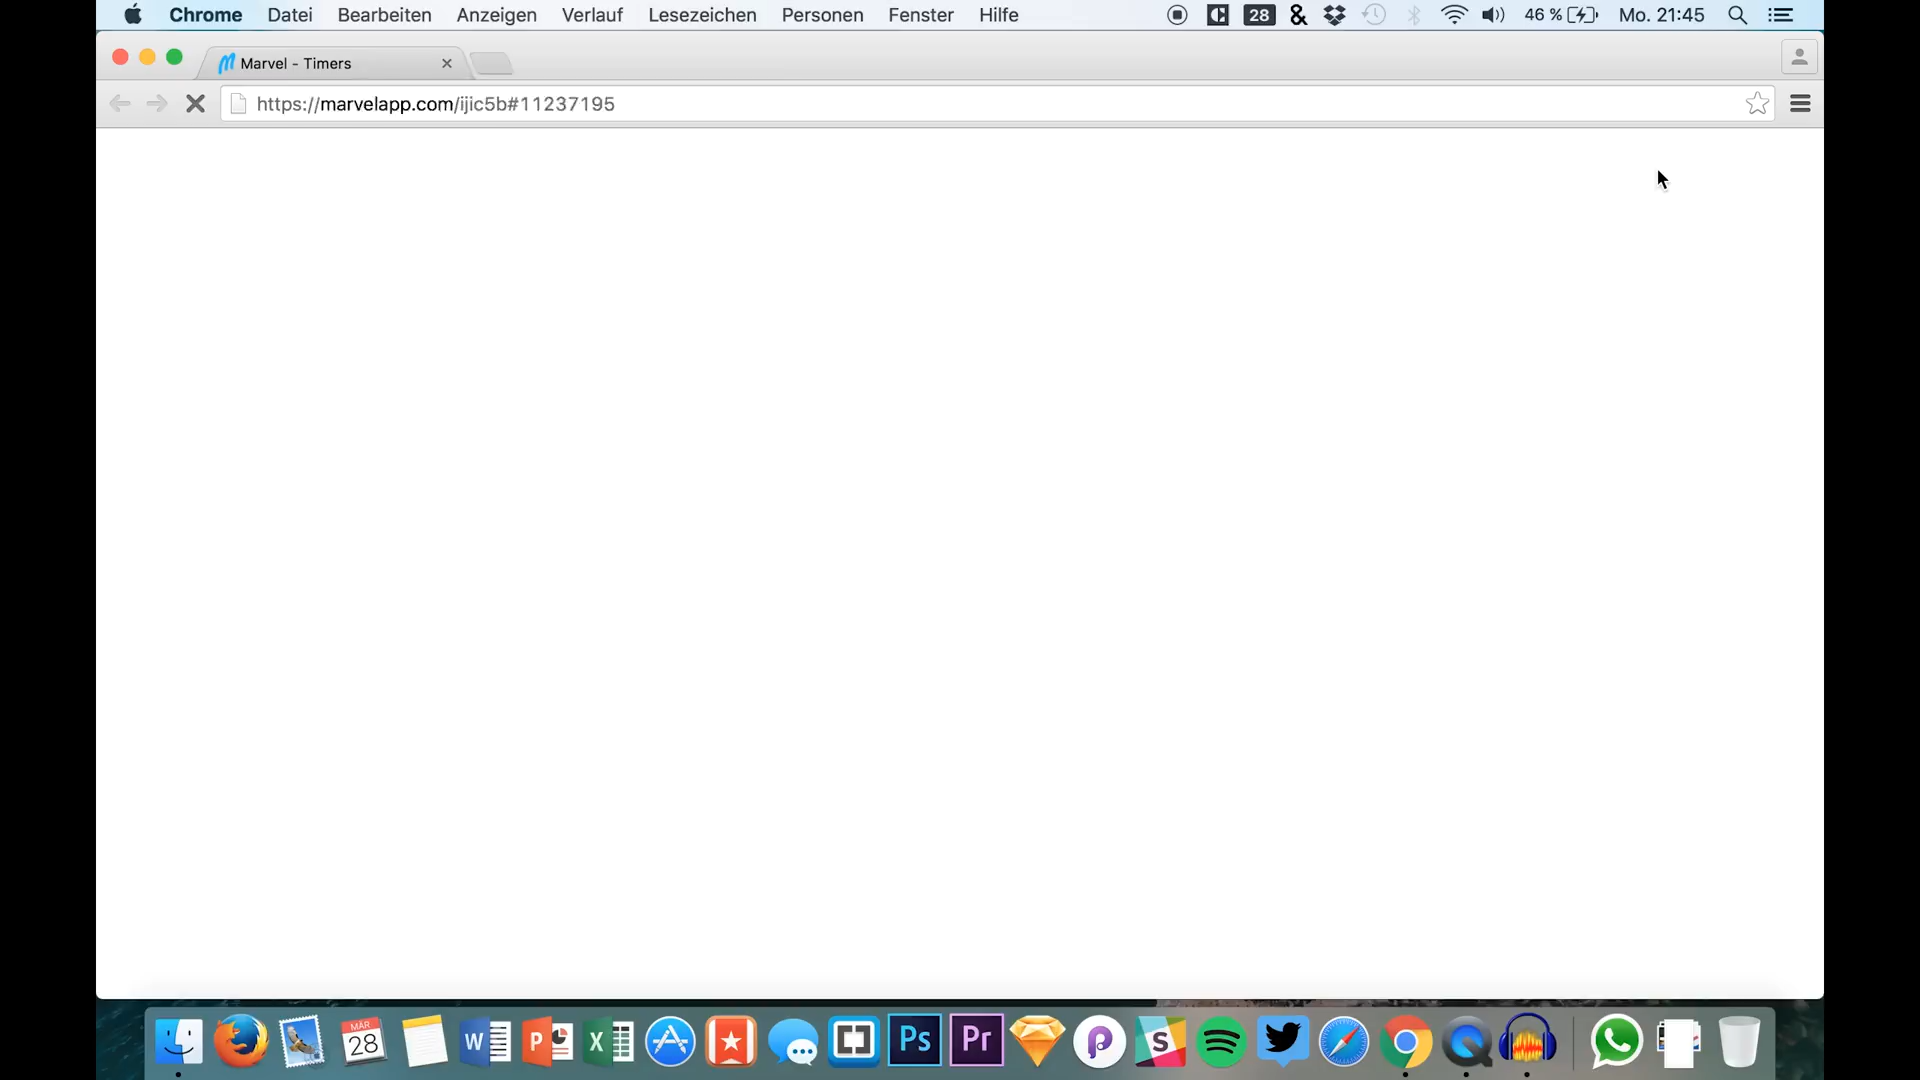 Chrome Datei Bearbeiten Anzeigen Verlauf Lesezeichen Personen Fenster Hilfe 28 & 46 % Mo. 21:45
Marvel - Timers
https://marvelapp.com/ijic5b#11237195
MÄR
28
W P X Ps Pr P S